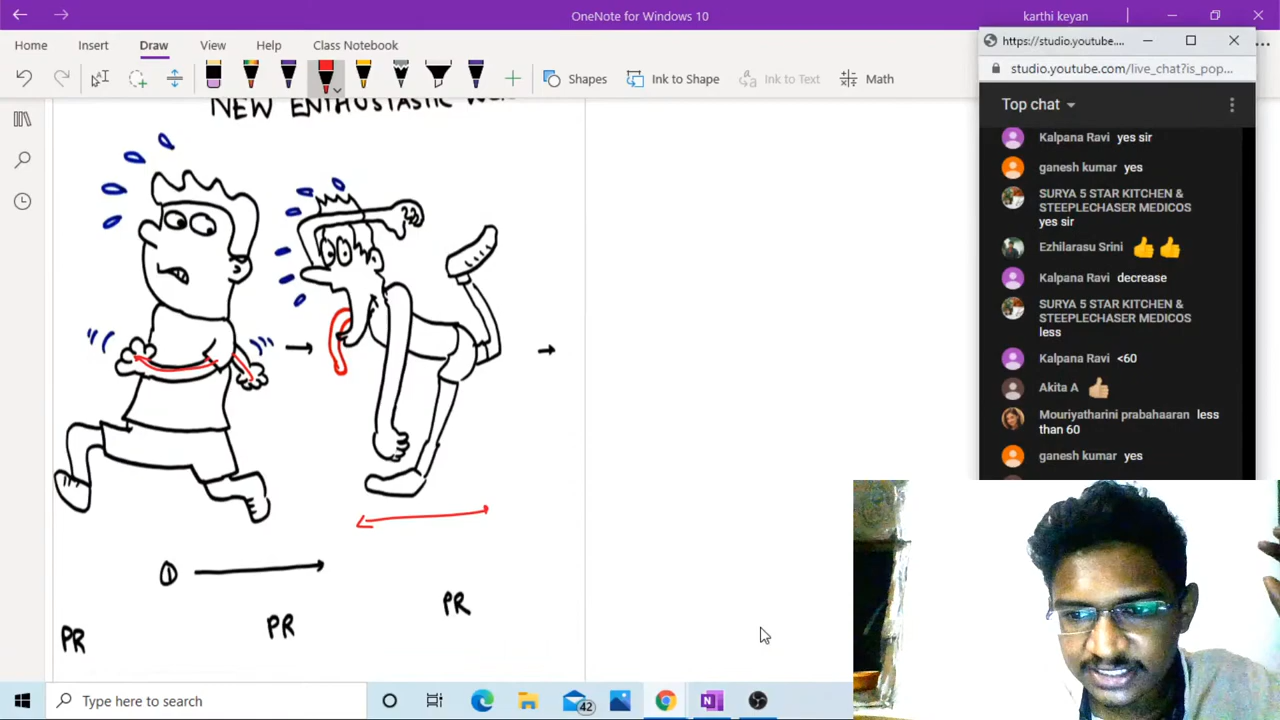 OneNote for Windows 10
karthi keyan
Home Insert Draw View Help Class Notebook
Shapes Ink to Shape Ink to Text Math
https://studio.youtube....
studio.youtube.com/live_chat?is_pop...
Top chat
Kalpana Ravi yes sir
ganesh kumar yes
SURYA 5 STAR KITCHEN &
STEEPLECHASER MEDICOS
yes sir
Ezhilarasu Srini
Kalpana Ravi decrease
SURYA 5 STAR KITCHEN &
STEEPLECHASER MEDICOS
less
Kalpana Ravi <60
Akita A
Mouriyatharini prabahaaran less
than 60
ganesh kumar yes
NEW ENTHUSTASTIC
1
PR
PR
PR
Type here to search
42